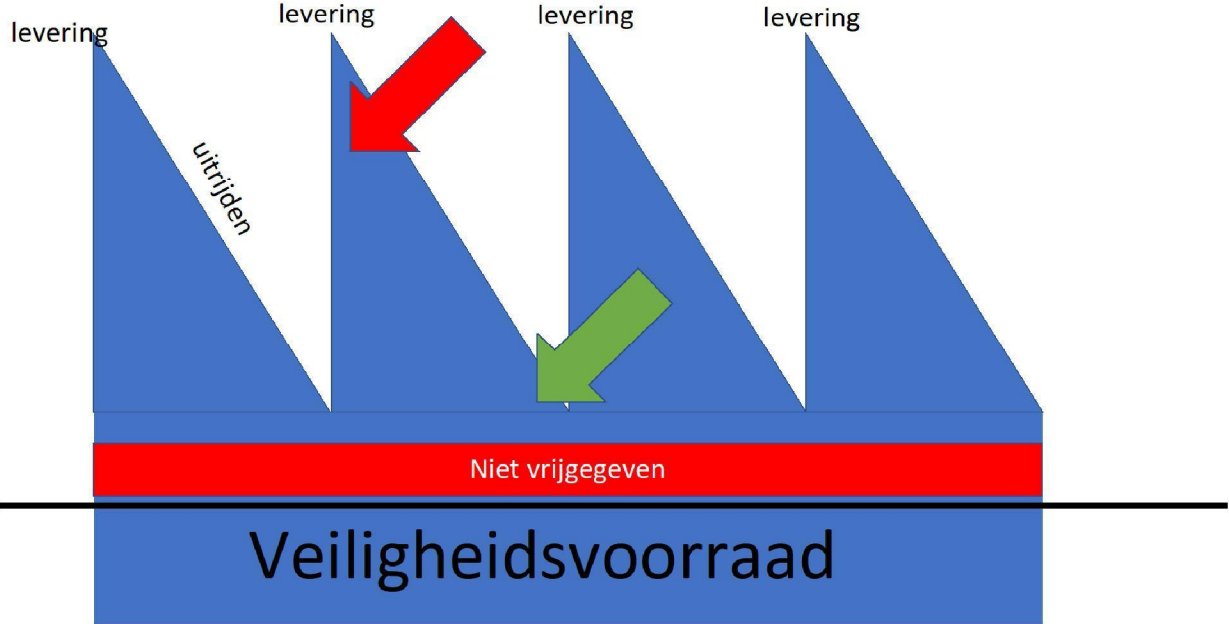 levering
levering
levering
levering
uitrijden
Niet vrijgegeven
Veiligheidsvoorraad